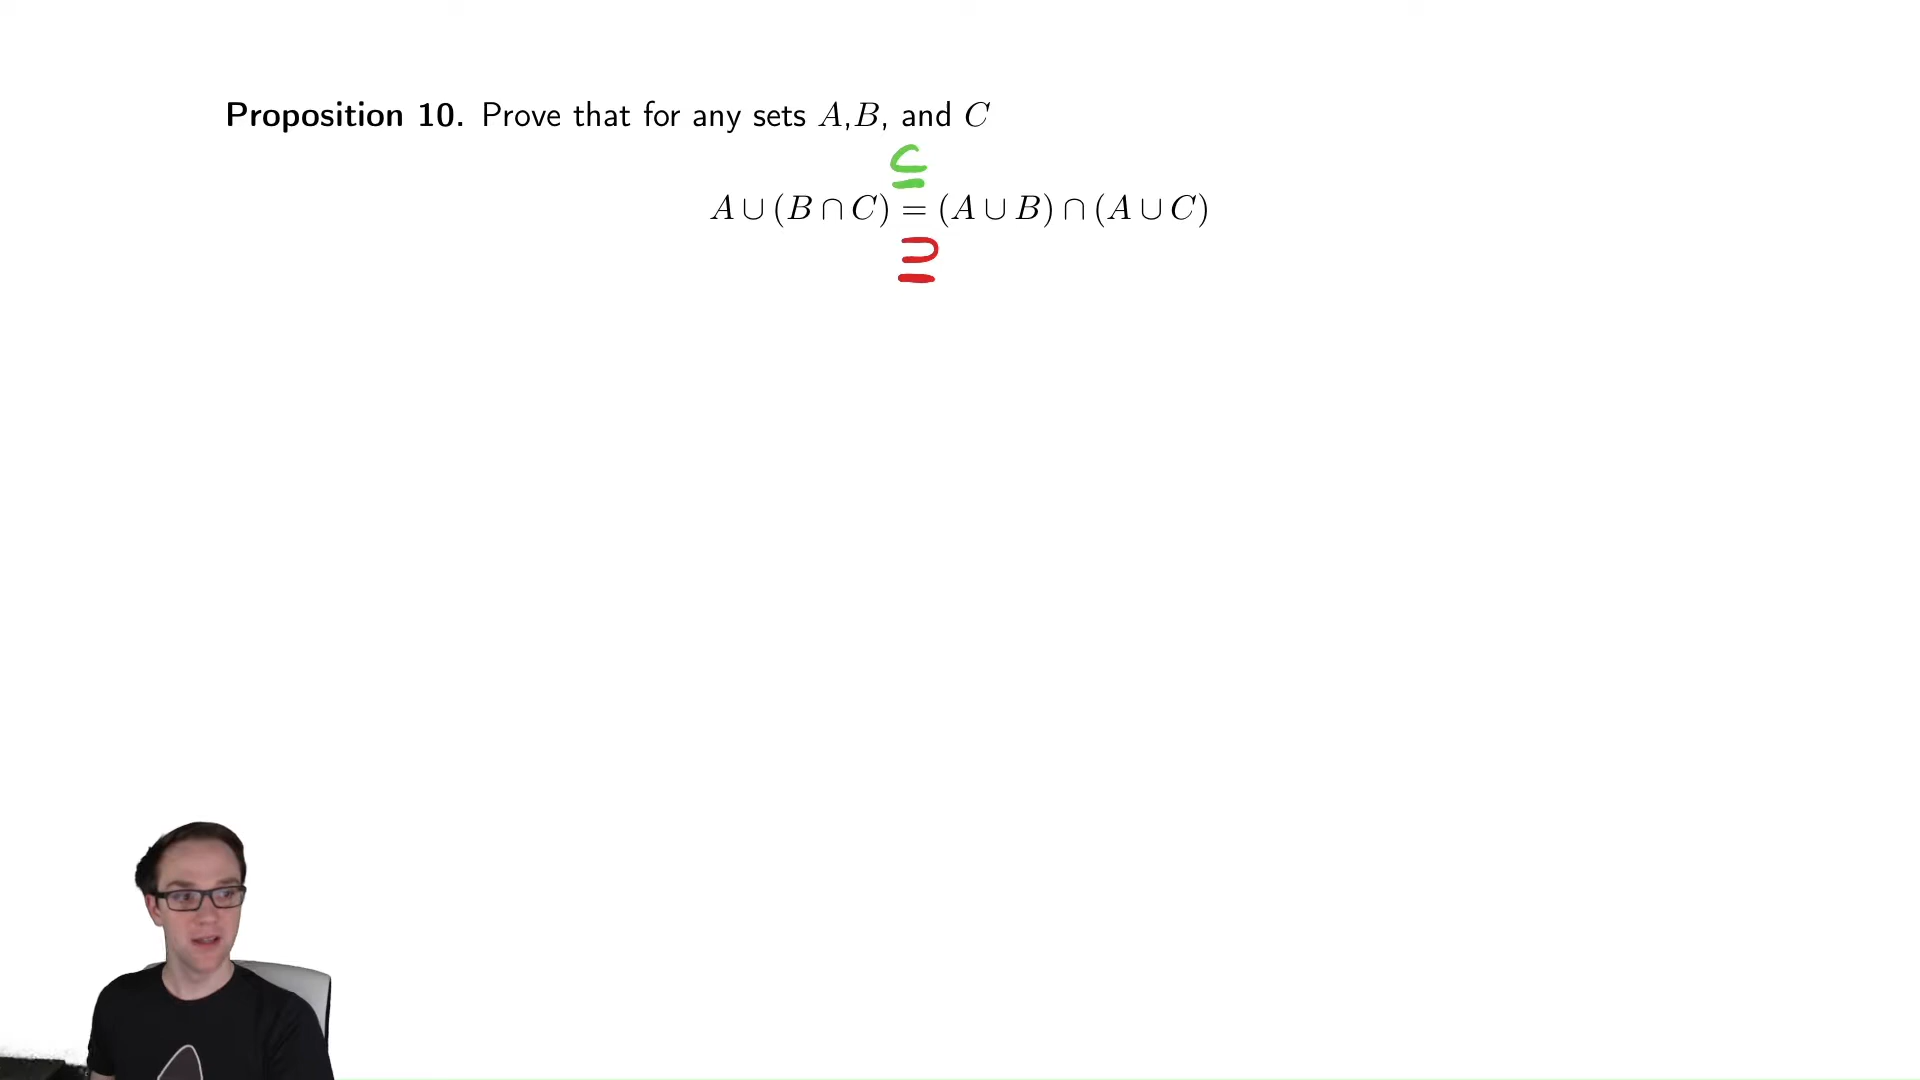 Proposition 10. Prove that for any sets A,B, and C
⊆
A ∪ (B ∩ C) = (A ∪ B) ∩ (A ∪ C)
⊇